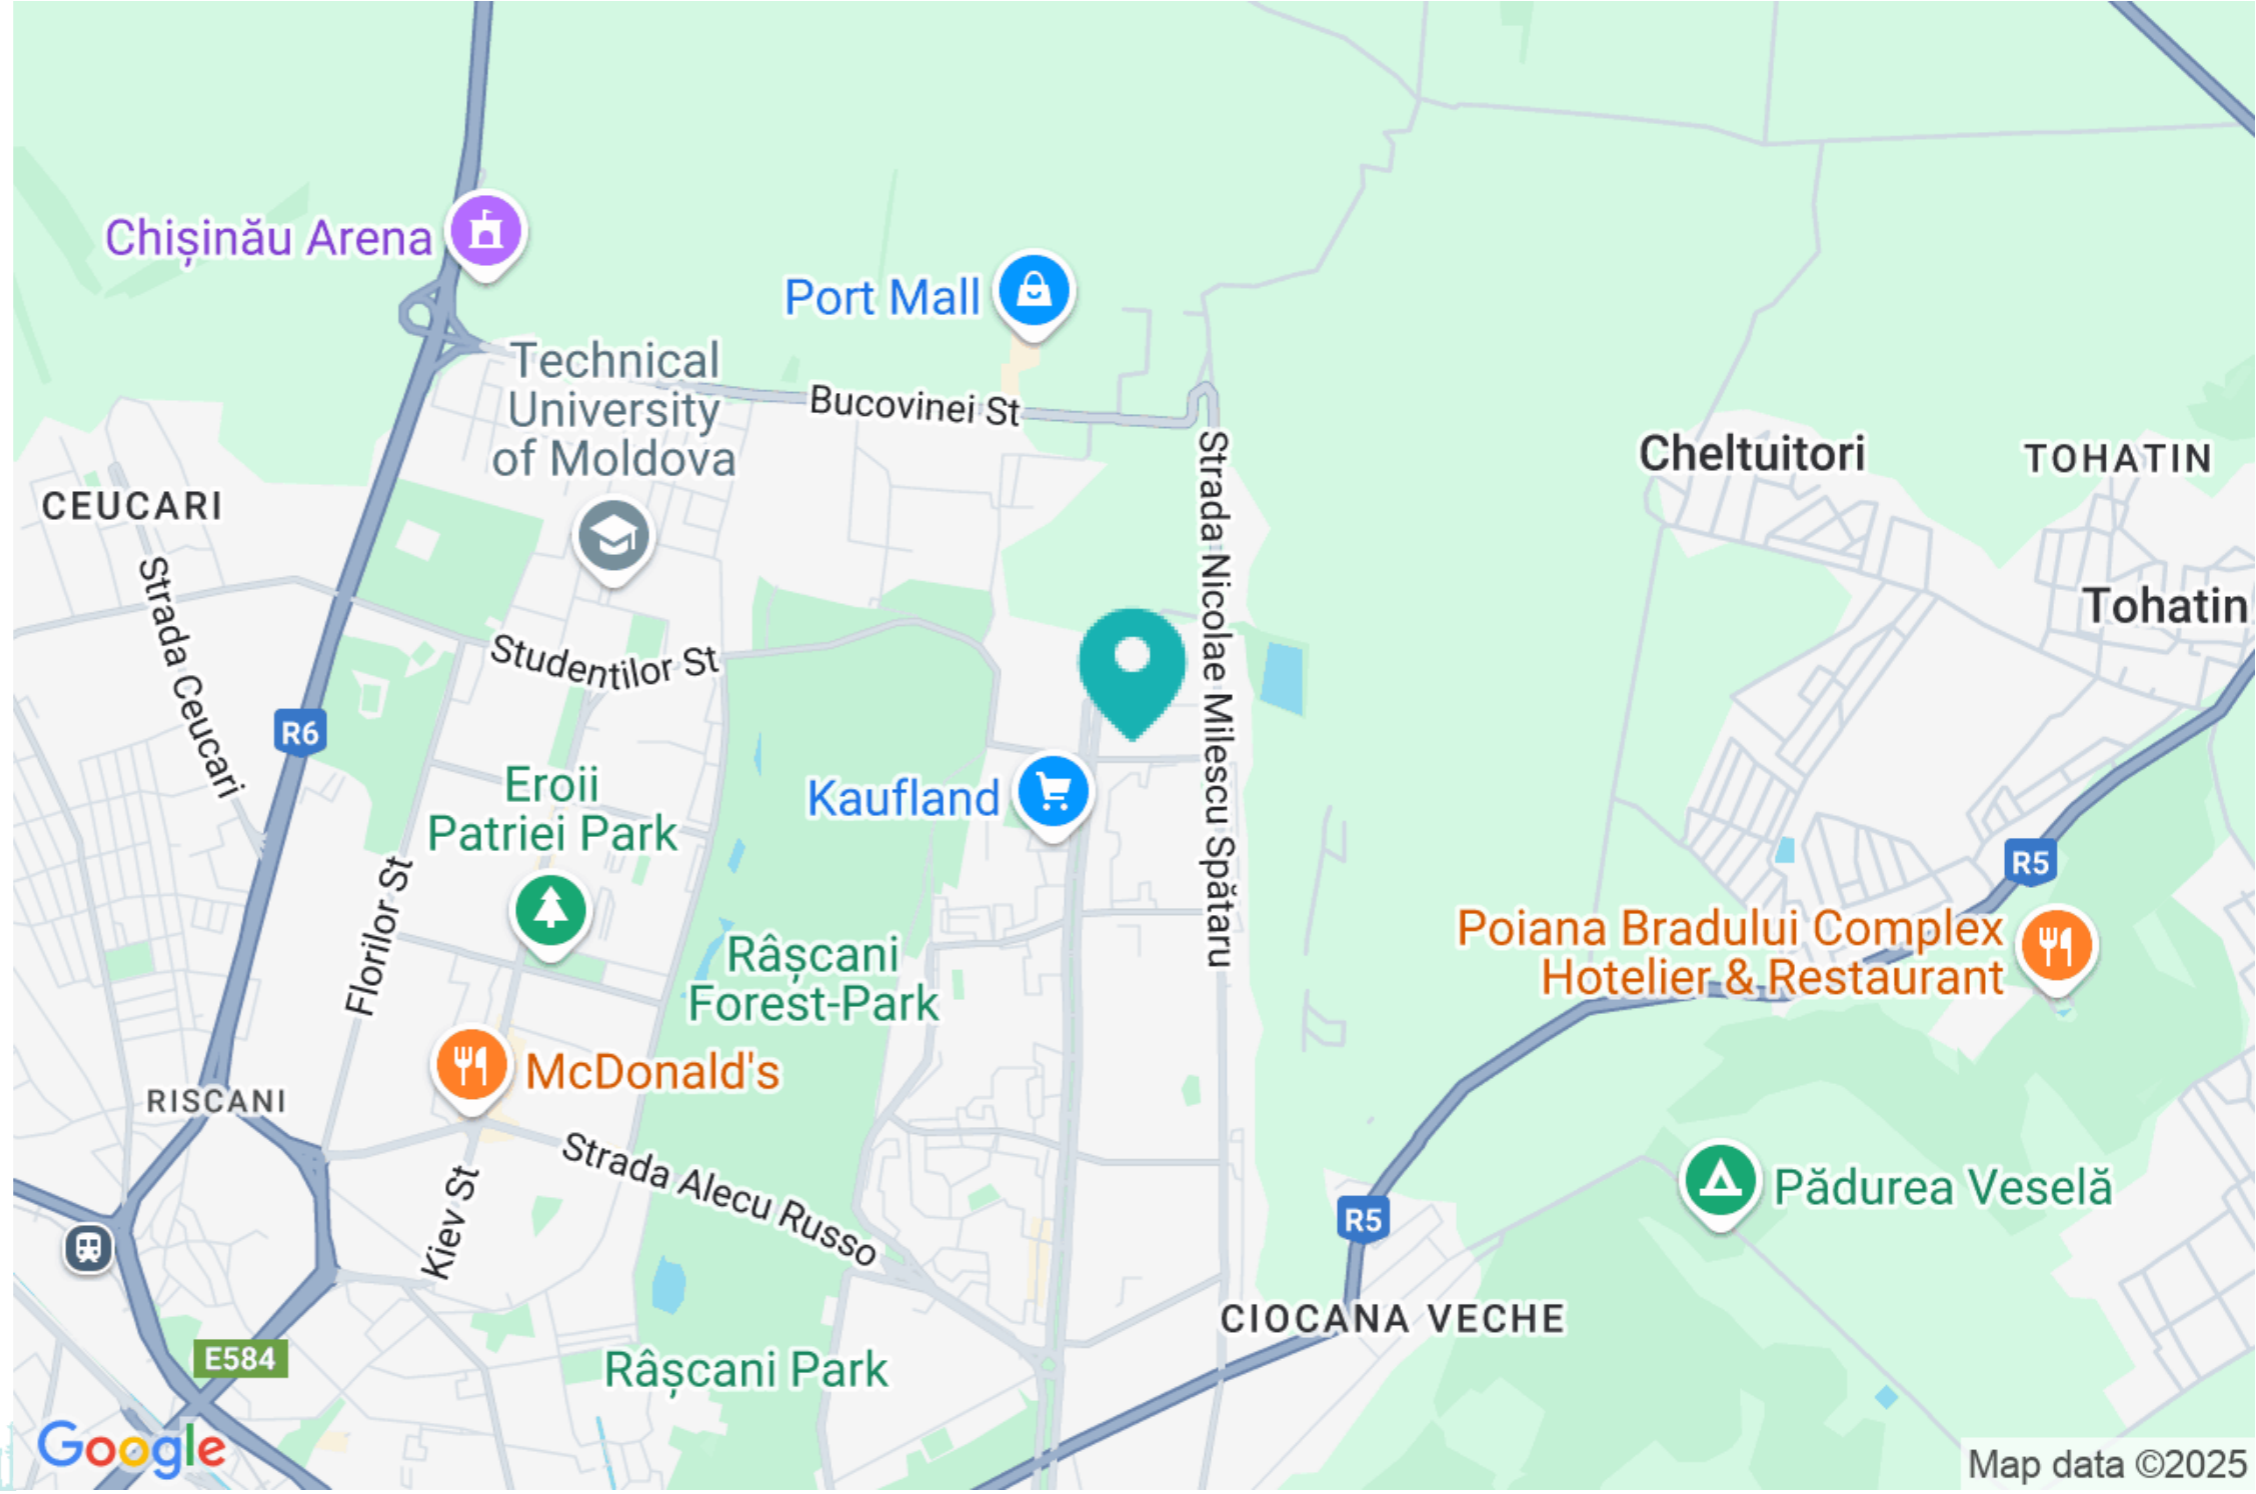 Chișinău Arena
Port Mall
Technical
University
of Moldova
Bucovinei St
Strada Nicolae Milescu Spătaru
Cheltuitori
TOHATIN
CEUCARI
Strada Ceucari
Tohatin
Studentilor St
R6
Eroii
Patriei Park
Kaufland
R5
Florilor St
Râșcani
Forest-Park
Poiana Bradului Complex
Hotelier & Restaurant
McDonald's
RISCANI
Strada Alecu Russo
Kiev St
Pădurea Veselă
R5
CIOCANA VECHE
E584
Râșcani Park
Google
Map data ©2025